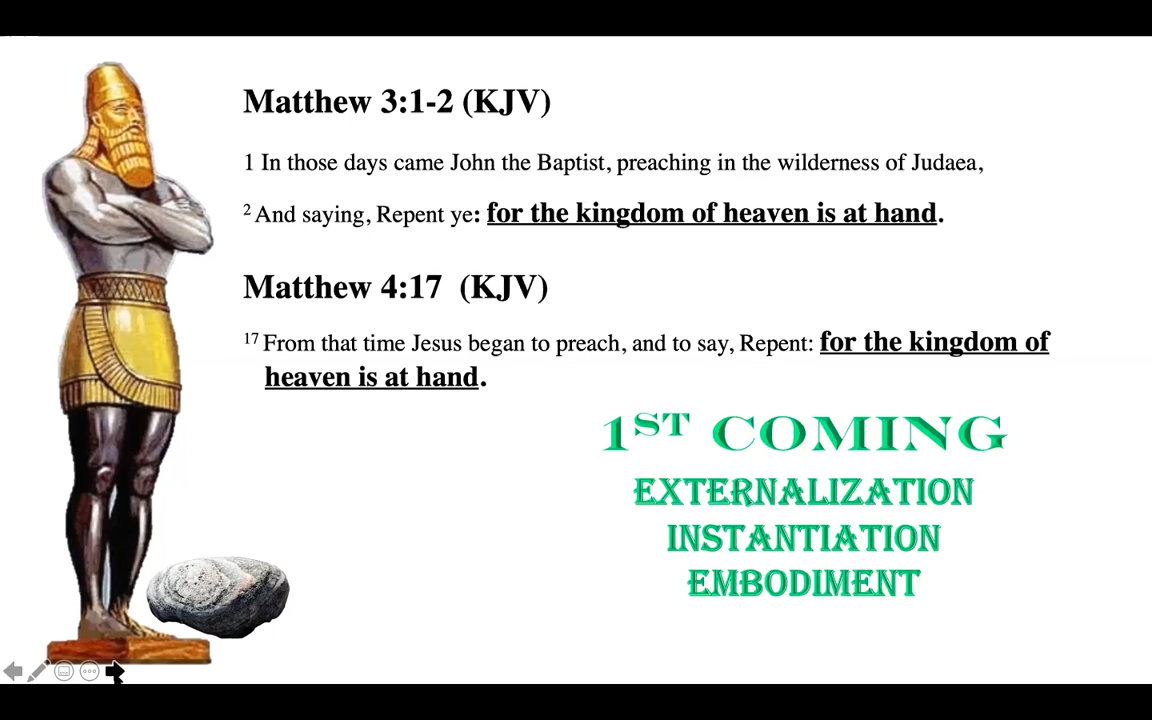 Matthew 3:1-2 (KJV)
1 In those days came John the Baptist, preaching in the wilderness of Judaea,
2 And saying, Repent ye: for the kingdom of heaven is at hand.
Matthew 4:17 (KJV)
17 From that time Jesus began to preach, and to say, Repent: for the kingdom of
heaven is at hand.
1ST COMING
EXTERNALIZATION
INSTANTIATION
EMBODIMENT